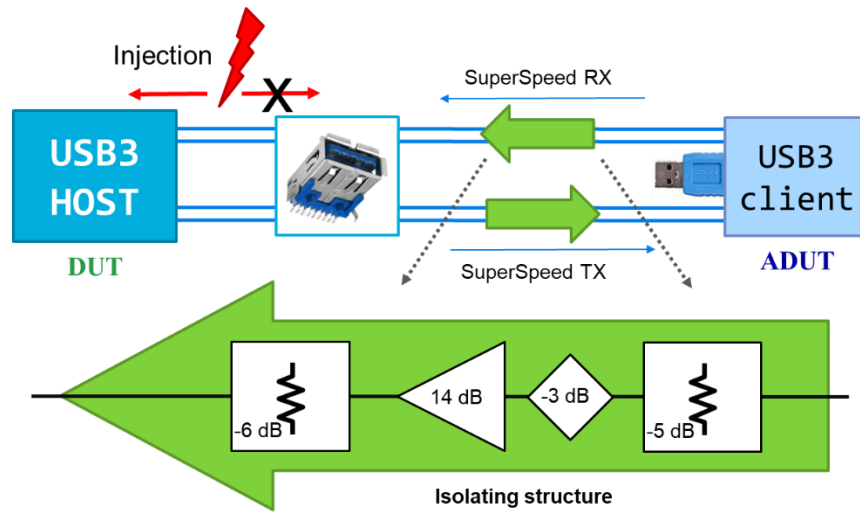 Injection
X
SuperSpeed RX
USB3
HOST
USB3
client
DUT
SuperSpeed TX
ADUT
-6 dB
14 dB
-3 dB
-5 dB
Isolating structure